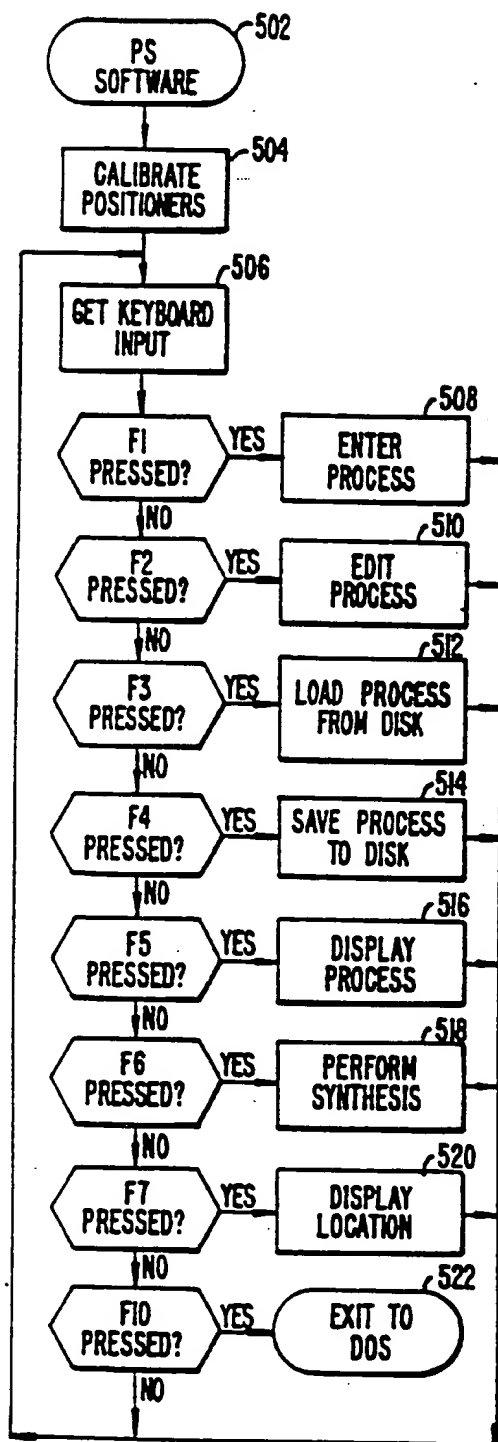 502
PS
SOFTWARE
504
CALIBRATE
POSITIONERS
506
GET KEYBOARD
INPUT
508
F1
PRESSED?
YES
ENTER
PROCESS
NO
510
F2
PRESSED?
YES
EDIT
PROCESS
NO
512
F3
PRESSED?
YES
LOAD PROCESS
FROM DISK
NO
514
F4
PRESSED?
YES
SAVE PROCESS
TO DISK
NO
516
F5
PRESSED?
YES
DISPLAY
PROCESS
NO
518
F6
PRESSED?
YES
PERFORM
SYNTHESIS
NO
520
F7
PRESSED?
YES
DISPLAY
LOCATION
NO
522
F10
PRESSED?
YES
EXIT TO
DOS
NO